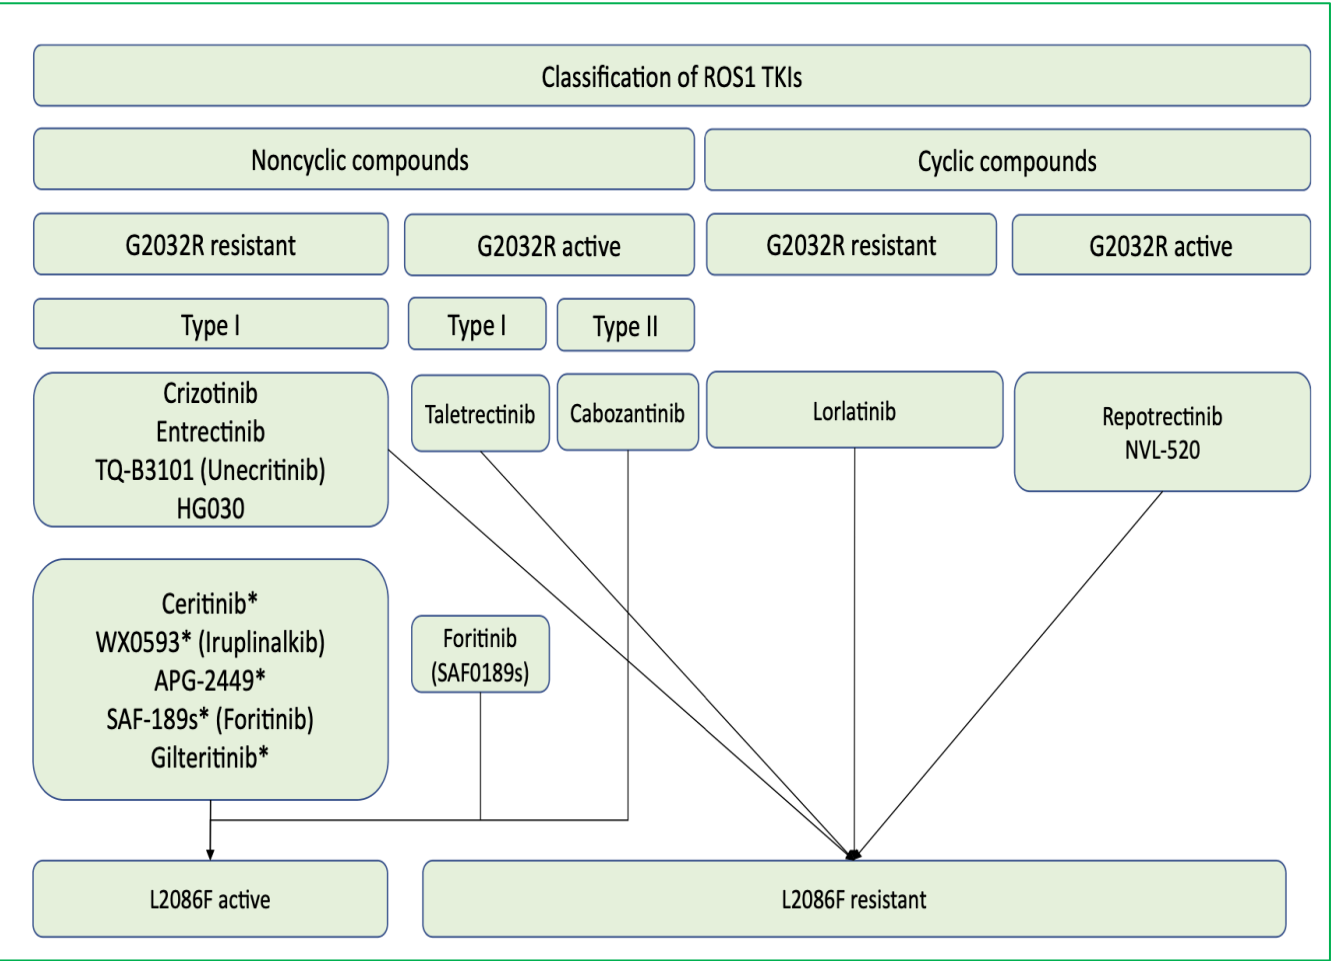 Classification of ROS1 TKIs
Noncyclic compounds
Cyclic compounds
G2032R resistant
G2032R active
G2032R resistant
G2032R active
Type I
Type I
Type II
Crizotinib
Entrectinib
TQ-B3101 (Unecritinib)
HG030
Taletrectinib
Cabozantinib
Lorlatinib
Repotrectinib
NVL-520
Ceritinib*
WX0593* (Iruplinalkib)
APG-2449*
SAF-189s* (Foritinib)
Gilteritinib*
Foritinib
(SAF0189s)
L2086F active
L2086F resistant